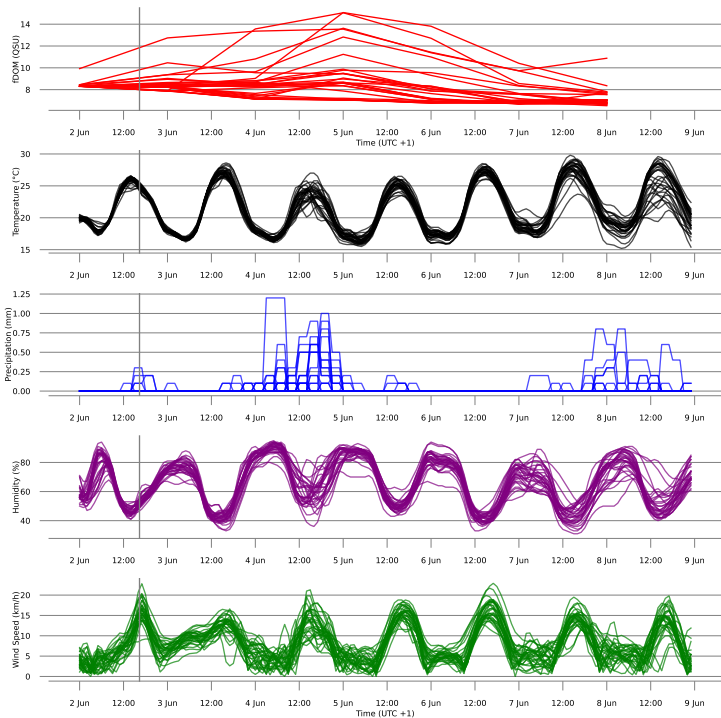 fDOM (QSU)
14
12
10
8
2 Jun 12:00 3 Jun 12:00 4 Jun 12:00 5 Jun 12:00 6 Jun 12:00 7 Jun 12:00 8 Jun 12:00 9 Jun
Time (UTC +1)
Temperature (°C)
30
25
20
15
2 Jun 12:00 3 Jun 12:00 4 Jun 12:00 5 Jun 12:00 6 Jun 12:00 7 Jun 12:00 8 Jun 12:00 9 Jun
Precipitation (mm)
1.25
1.00
0.75
0.50
0.25
0.00
2 Jun 12:00 3 Jun 12:00 4 Jun 12:00 5 Jun 12:00 6 Jun 12:00 7 Jun 12:00 8 Jun 12:00 9 Jun
Humidity (%)
80
60
40
2 Jun 12:00 3 Jun 12:00 4 Jun 12:00 5 Jun 12:00 6 Jun 12:00 7 Jun 12:00 8 Jun 12:00 9 Jun
Wind Speed (km/h)
20
15
10
5
0
2 Jun 12:00 3 Jun 12:00 4 Jun 12:00 5 Jun 12:00 6 Jun 12:00 7 Jun 12:00 8 Jun 12:00 9 Jun
Time (UTC +1)